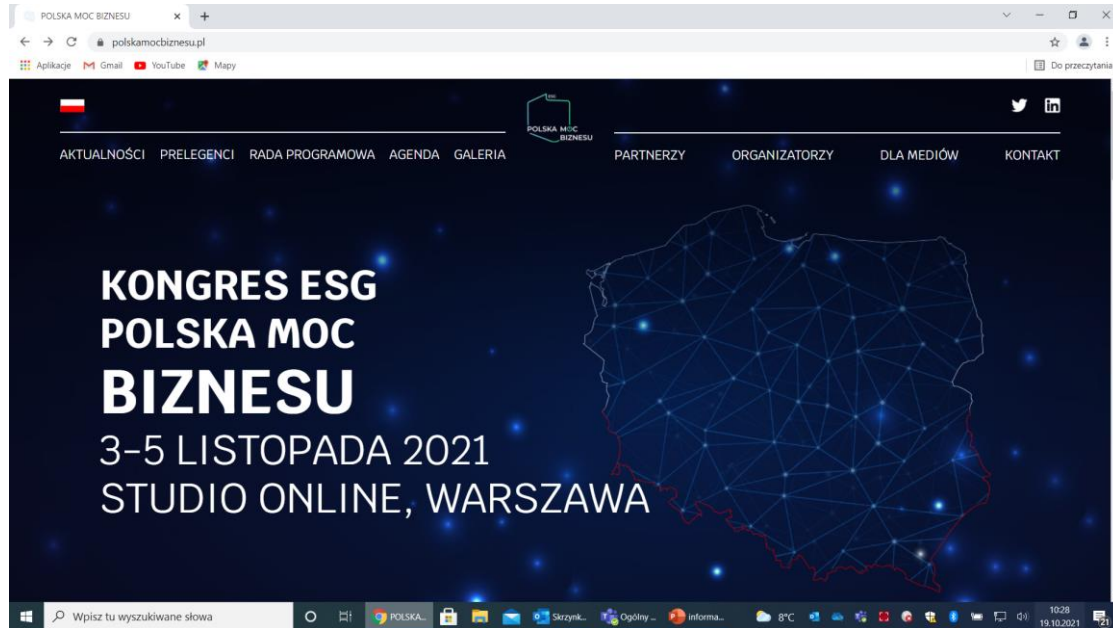 POLSKA MOC BIZNESU
polskamocbiznesu.pl
Aplikacje Gmail YouTube Mapy Do przeczytania
ESG
POLSKA MOC
BIZNESU
AKTUALNOŚCI PRELEGENCI RADA PROGRAMOWA AGENDA GALERIA PARTNERZY ORGANIZATORZY DLA MEDIÓW KONTAKT
KONGRES ESG
POLSKA MOC
BIZNESU
3-5 LISTOPADA 2021
STUDIO ONLINE, WARSZAWA
Wpisz tu wyszukiwane słowa POLSKA... Skrzynk... Ogólny ... informa... 8°C 10:28
19.10.2021 21